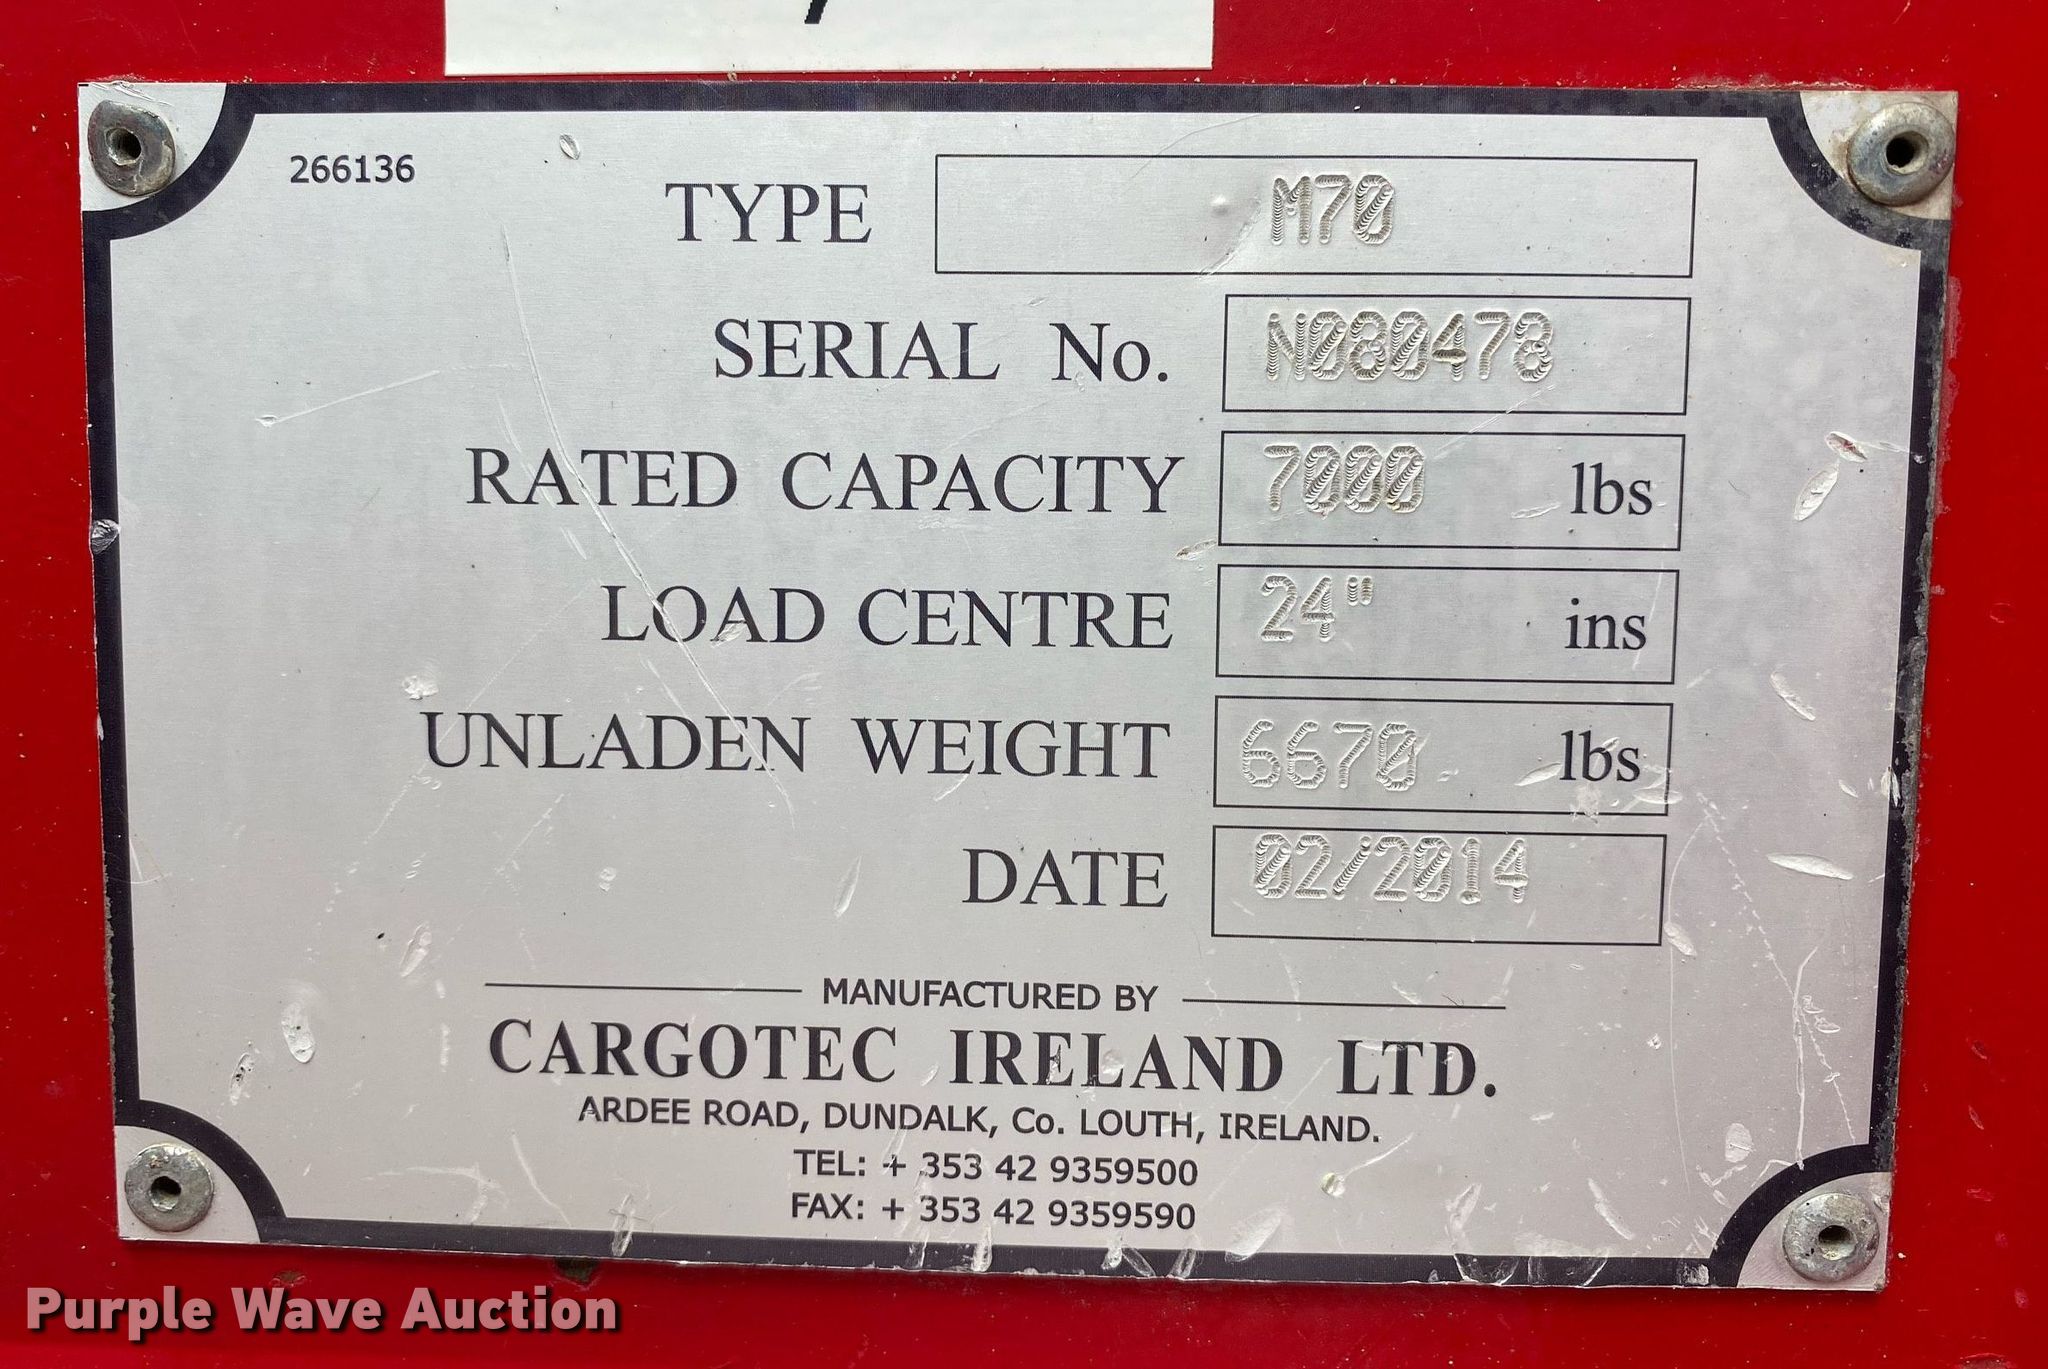 266136
TYPE M70
SERIAL No. N080478
RATED CAPACITY 7000 lbs
LOAD CENTRE 24" ins
UNLADEN WEIGHT 6670 lbs
DATE 02/2014
MANUFACTURED BY
CARGOTEC IRELAND LTD.
ARDEE ROAD, DUNDALK, Co. LOUTH, IRELAND.
TEL: + 353 42 9359500
FAX: + 353 42 9359590
Purple Wave Auction